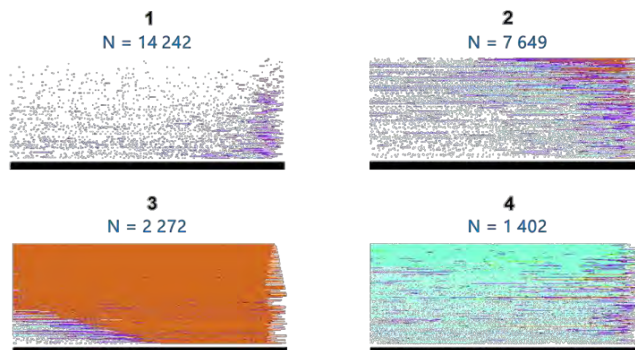 1
N = 14 242
2
N = 7 649
3
N = 2 272
4
N = 1 402